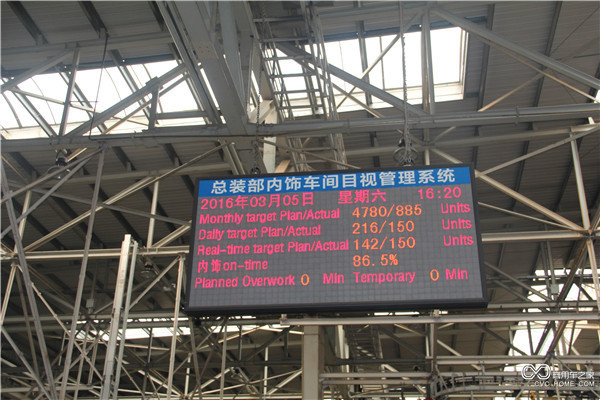 总装部内饰车间目视管理系统
2016年03月05日 星期六 16:20
Monthly target Plan/Actual 4780/885 Units
Daily target Plan/Actual 216/150 Units
Real-time target Plan/Actual 142/150 Units
内饰on-time 86.5%
Planned Overwork 0 Min Temporary 0 Min
商用车之家
CVC-HOME.COM